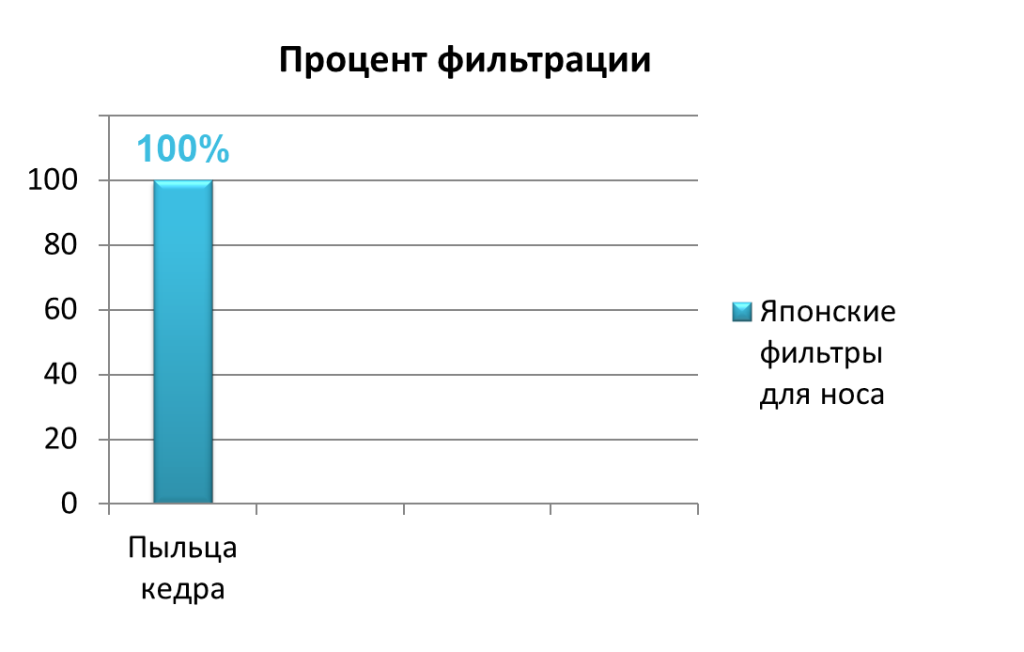 Процент фильтрации
100%
100
80
60
40
20
0
Пыльца
кедра
Японские
фильтры
для носа